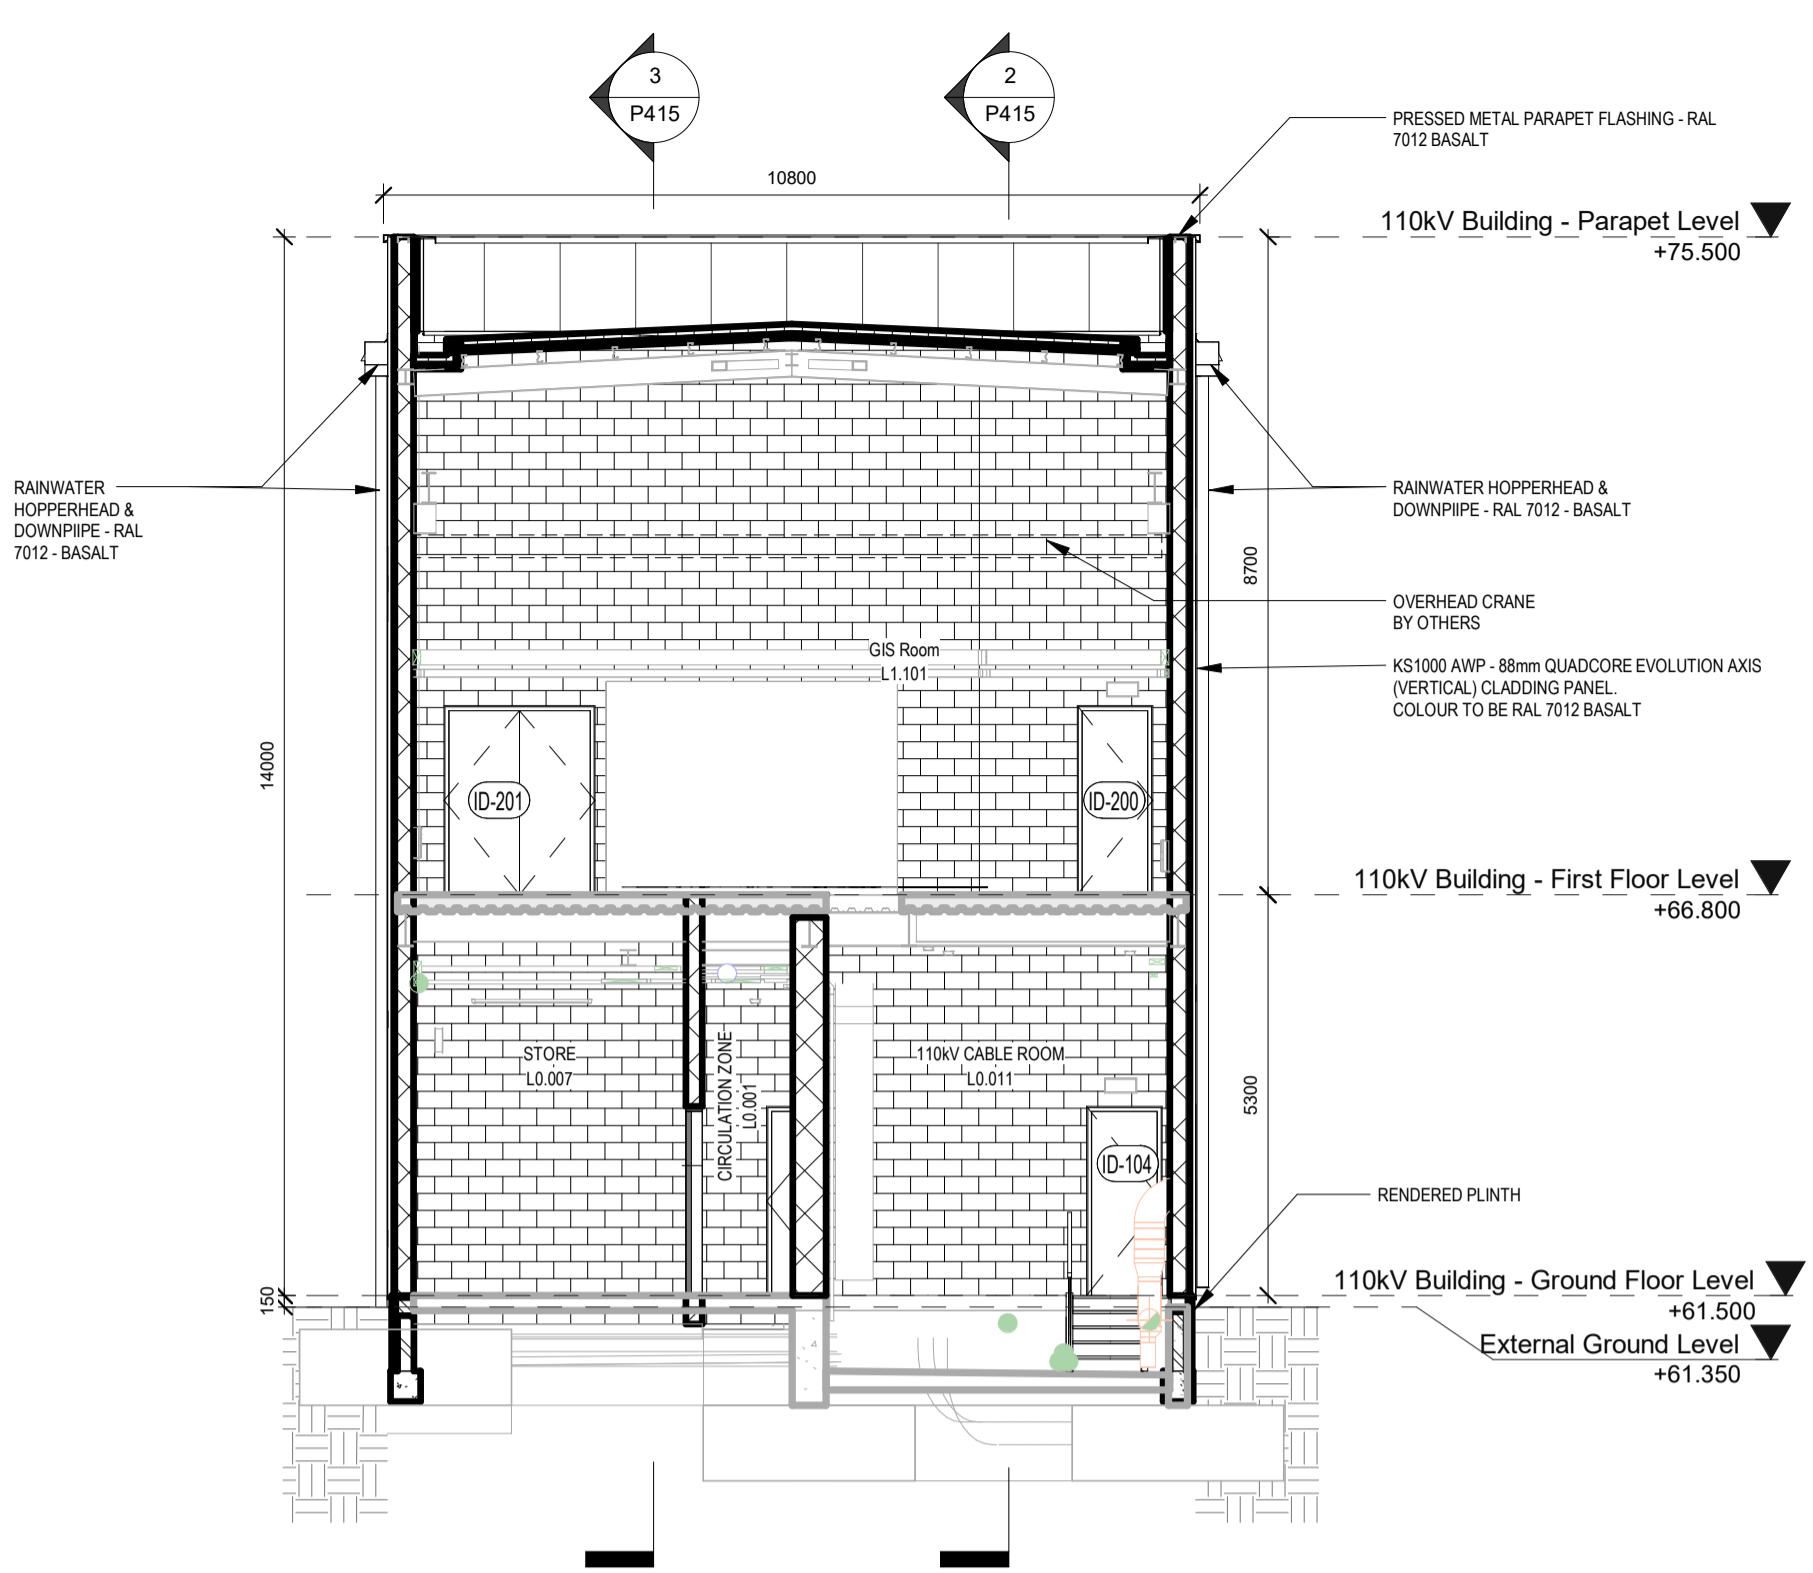 3
P415
2
P415
PRESSED METAL PARAPET FLASHING - RAL
7012 BASALT
10800
110kV Building - Parapet Level
+75.500
RAINWATER
HOPPERHEAD &
DOWNPIIPE - RAL
7012 - BASALT
RAINWATER HOPPERHEAD &
DOWNPIIPE - RAL 7012 - BASALT
8700
OVERHEAD CRANE
BY OTHERS
GIS Room
L1.101
KS1000 AWP - 88mm QUADCORE EVOLUTION AXIS
(VERTICAL) CLADDING PANEL.
COLOUR TO BE RAL 7012 BASALT
14000
ID-201
ID-200
110kV Building - First Floor Level
+66.800
STORE
L0.007
CIRCULATION ZONE
L0.001
110kV CABLE ROOM
L0.011
5300
ID-104
RENDERED PLINTH
150
110kV Building - Ground Floor Level
+61.500
External Ground Level
+61.350